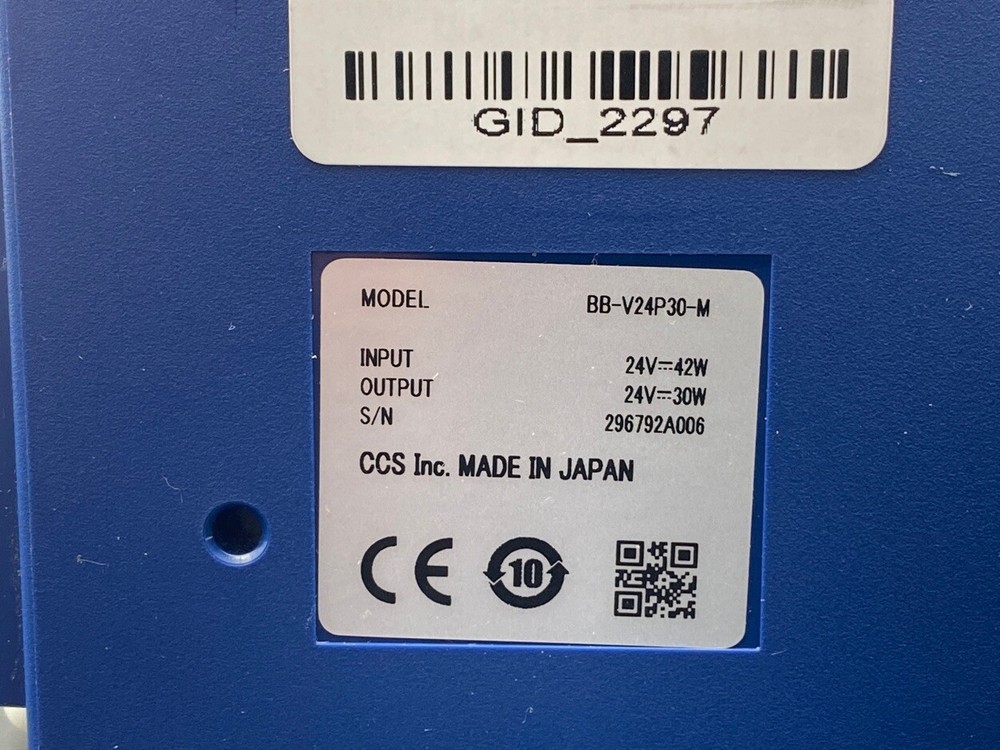 GID_2297
MODEL BB-V24P30-M
INPUT 24V⎓42W
OUTPUT 24V⎓30W
S/N 296792A006
CCS Inc. MADE IN JAPAN
CE 10